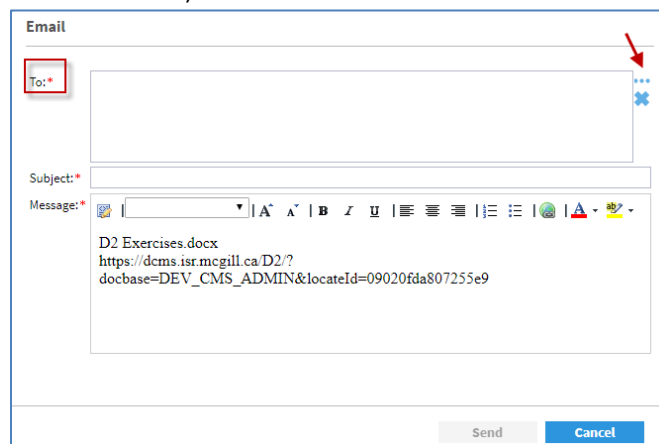 Email
To:*
Subject:*
Message:*
A A B I U A ab
D2 Exercises.docx
https://dcms.isr.mcgill.ca/D2/?
docbase=DEV_CMS_ADMIN&locateId=09020fda807255e9
Send Cancel